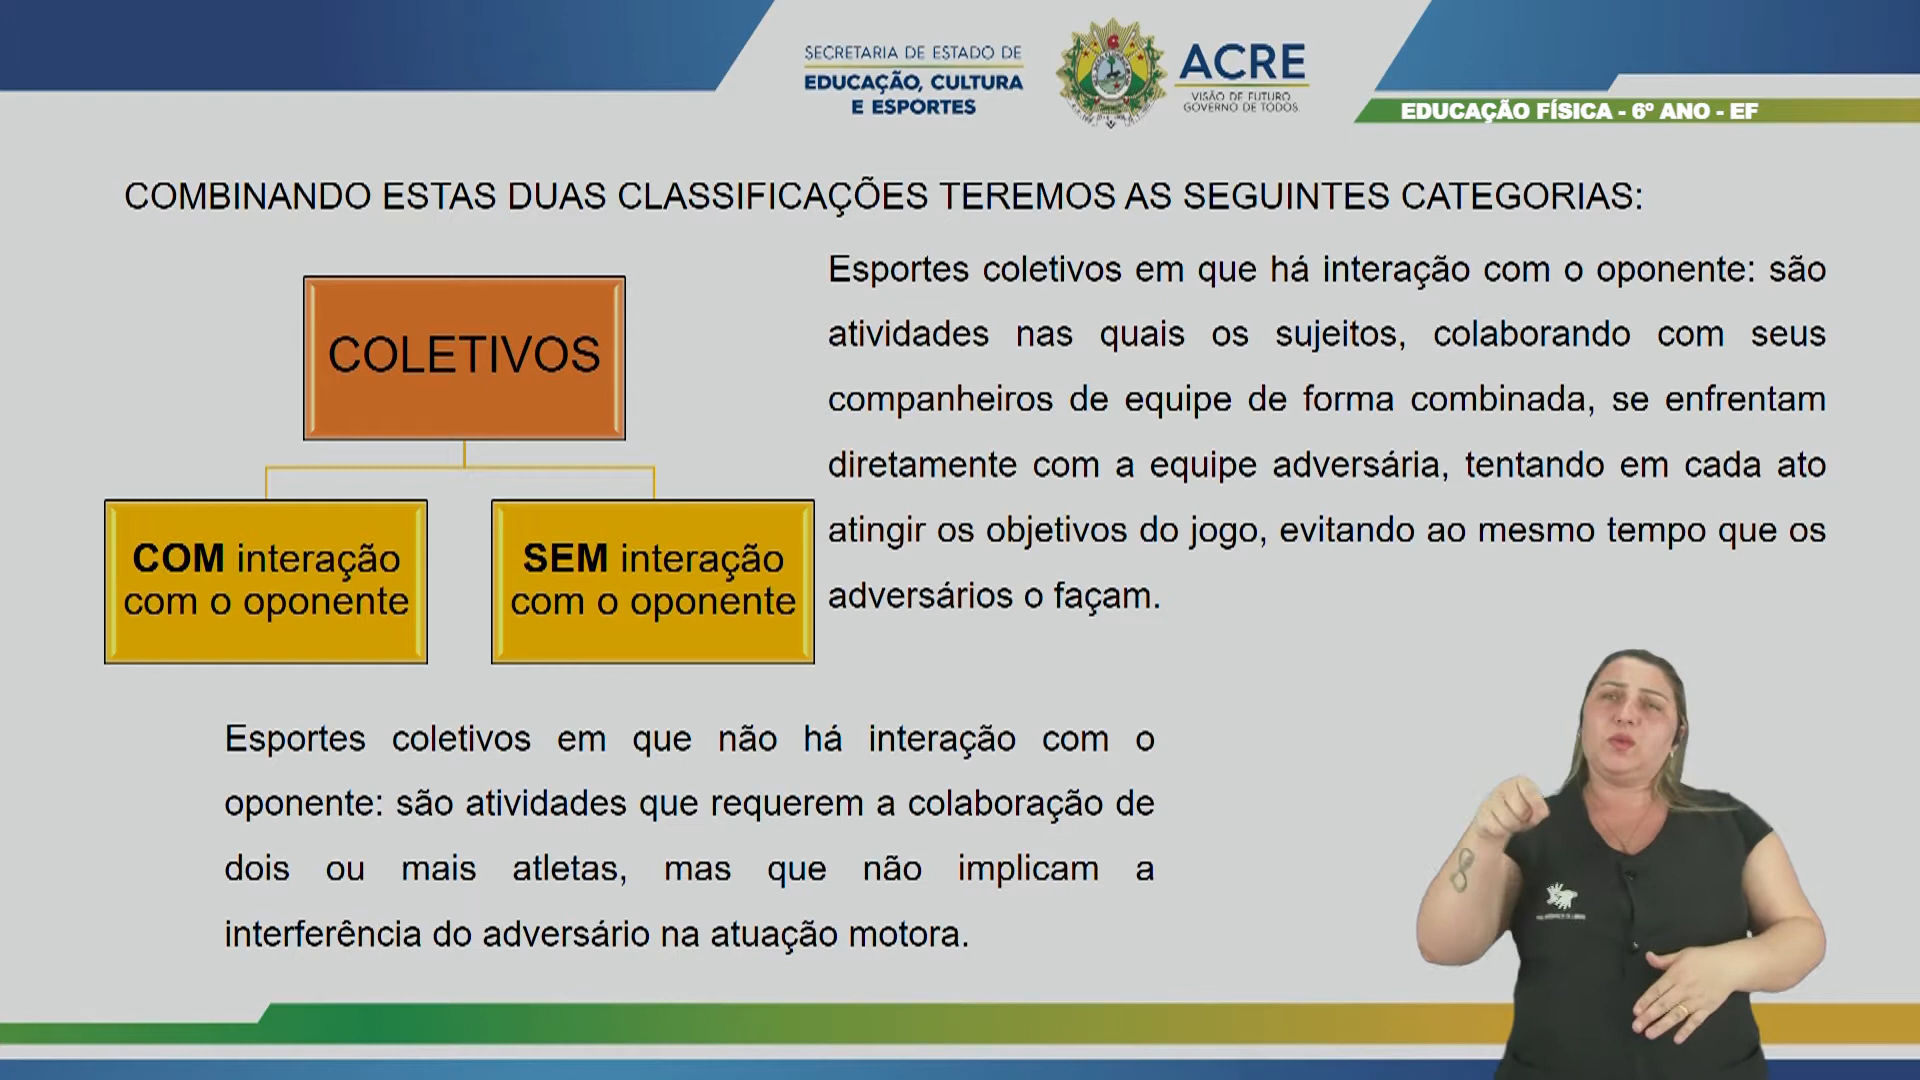 SECRETARIA DE ESTADO DE
EDUCAÇÃO, CULTURA
E ESPORTES
ACRE
VISÃO DE FUTURO
GOVERNO DE TODOS
EDUCAÇÃO FÍSICA - 6º ANO - EF
COMBINANDO ESTAS DUAS CLASSIFICAÇÕES TEREMOS AS SEGUINTES CATEGORIAS:
COLETIVOS
COM interação
com o oponente
SEM interação
com o oponente
Esportes coletivos em que há interação com o oponente: são
atividades nas quais os sujeitos, colaborando com seus
companheiros de equipe de forma combinada, se enfrentam
diretamente com a equipe adversária, tentando em cada ato
atingir os objetivos do jogo, evitando ao mesmo tempo que os
adversários o façam.
Esportes coletivos em que não há interação com o
oponente: são atividades que requerem a colaboração de
dois ou mais atletas, mas que não implicam a
interferência do adversário na atuação motora.